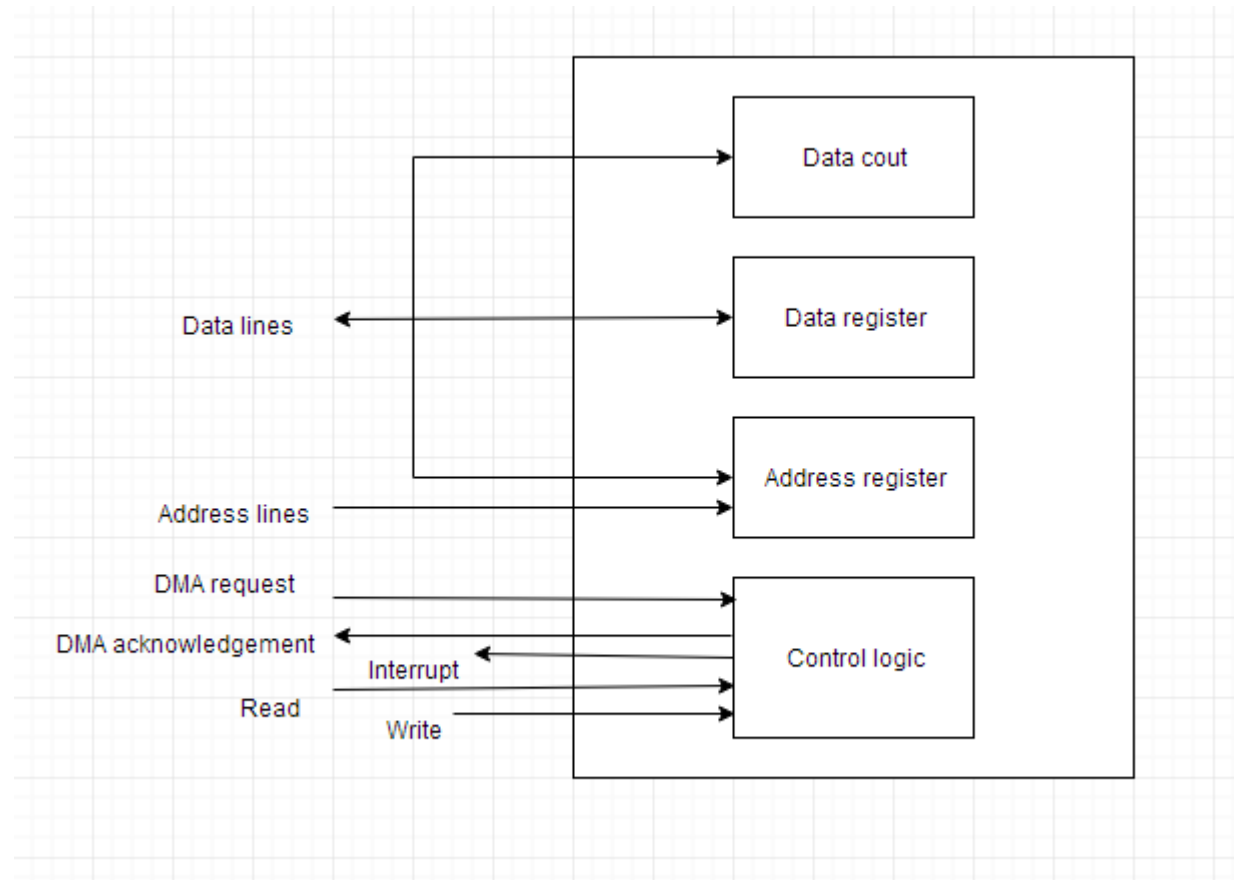 Data cout
Data lines
Data register
Address register
Address lines
DMA request
DMA acknowledgement
Interrupt
Control logic
Read
Write